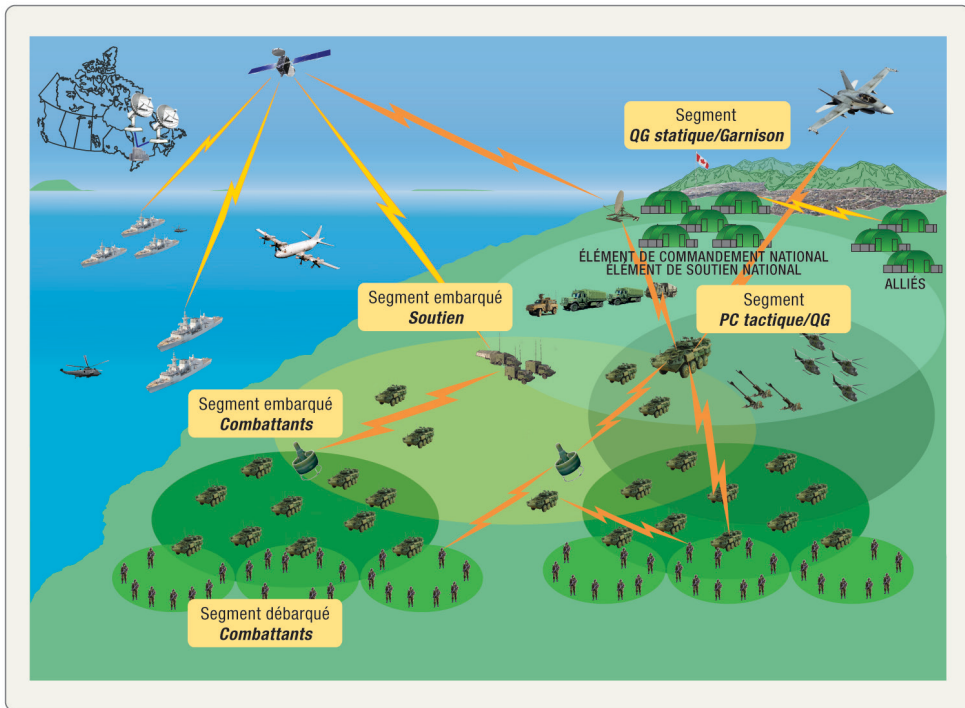 Segment
QG statique/Garnison
ÉLÉMENT DE COMMANDEMENT NATIONAL
ÉLÉMENT DE SOUTIEN NATIONAL
ALLIÉS
Segment embarqué
Soutien
Segment
PC tactique/QG
Segment embarqué
Combattants
Segment débarqué
Combattants